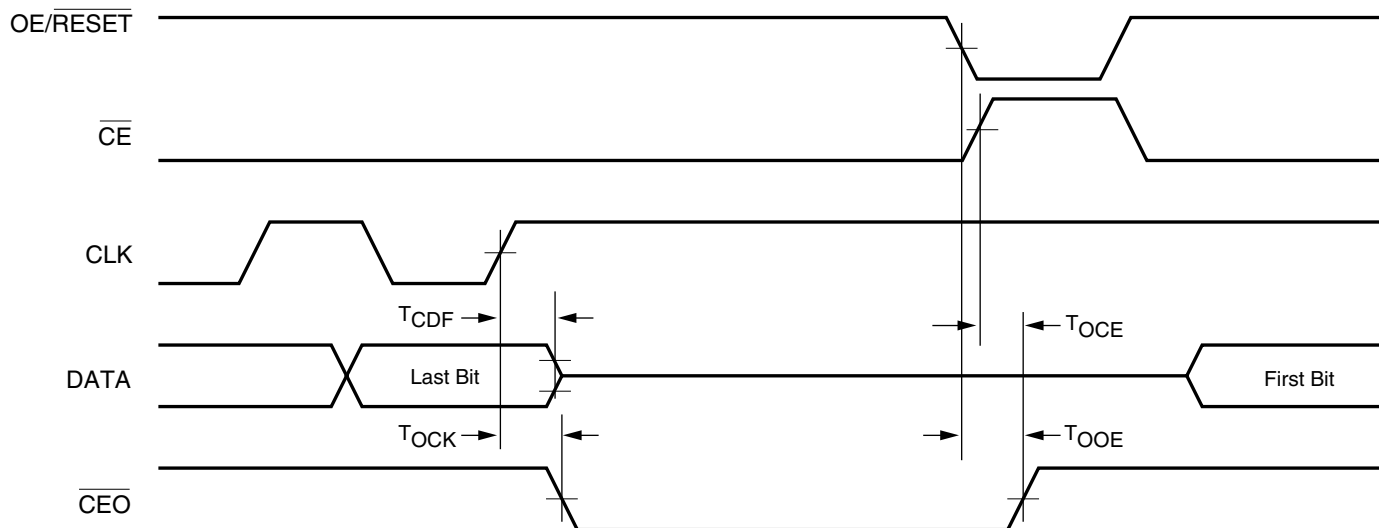 OE/RESET
CE
CLK
TCDF
TOCE
DATA
Last Bit
First Bit
TOCK
TOOE
CEO